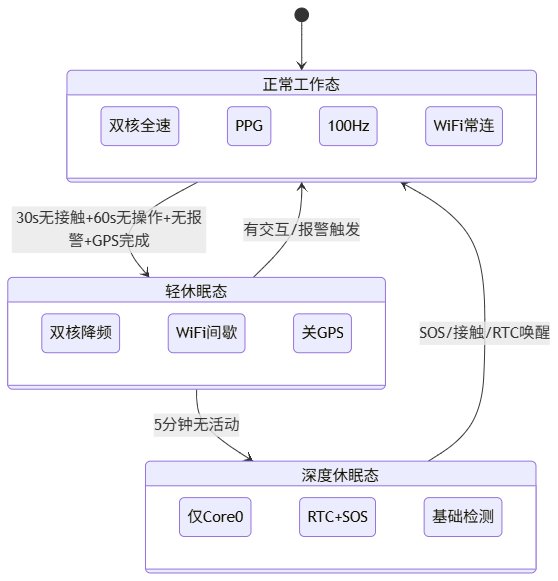 正常工作态
双核全速
PPG
100Hz
WiFi常连
30s无接触+60s无操作+无报
警+GPS完成
有交互/报警触发
轻休眠态
双核降频
WiFi间歇
关GPS
SOS/接触/RTC唤醒
5分钟无活动
深度休眠态
仅Core0
RTC+SOS
基础检测